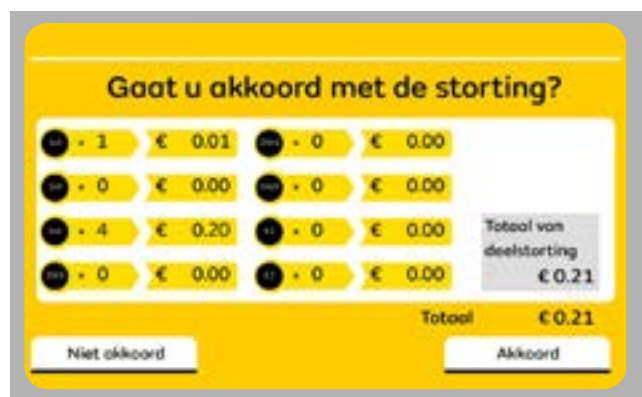 Gaat u akkoord met de storting?
1 € 0.01 0 € 0.00
0 € 0.00 0 € 0.00
4 € 0.20 0 € 0.00
0 € 0.00 0 € 0.00
Totaal van
deelstorting
€ 0.21
Totaal € 0.21
Niet akkoord Akkoord